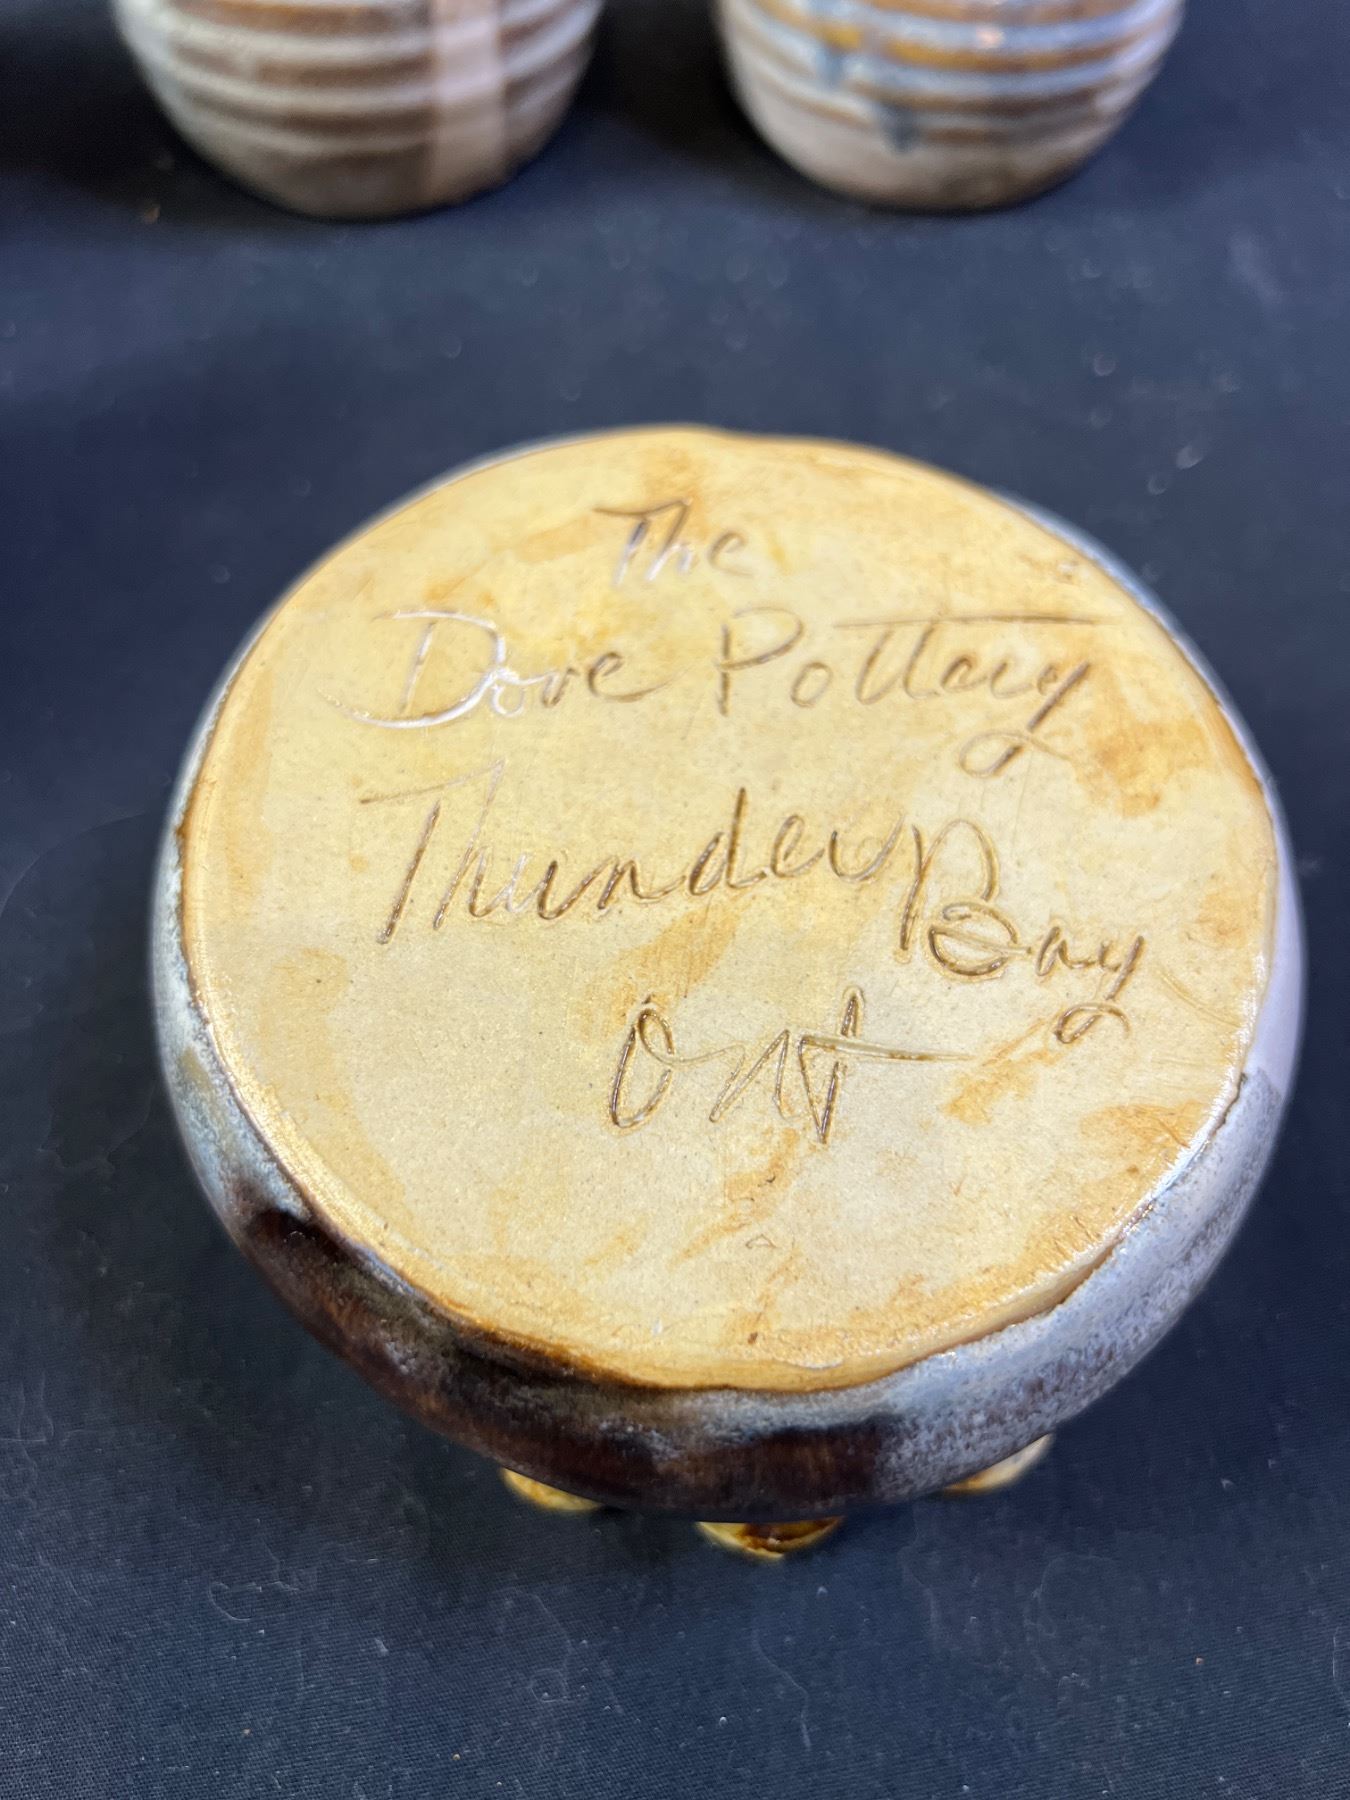 The
Dove Pottery
Thunder Bay
Ont